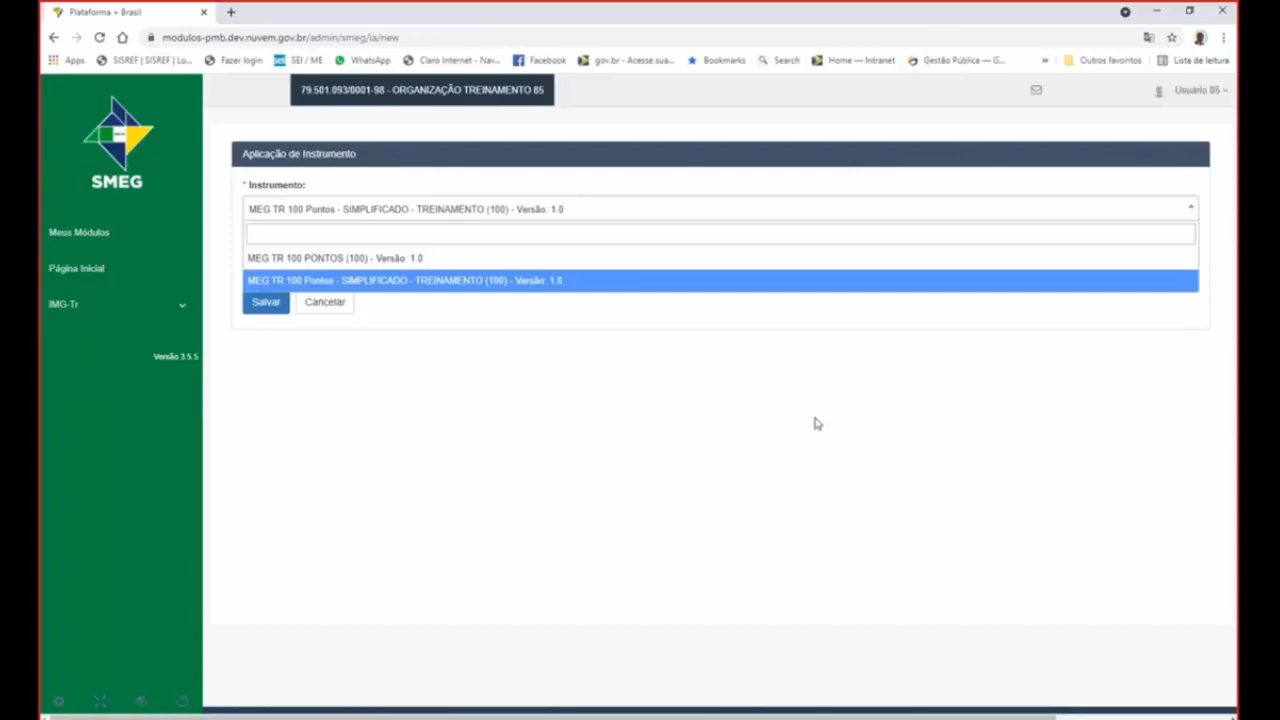 Plataforma + Brasil
modulos-pmb.dev.nuvem.gov.br/admin/smeg/ia/new
Apps SISREF | SISREF | Lo... Fazer login SEI / ME WhatsApp Claro Internet - Nav... Facebook gov.br - Acesse sua... Bookmarks Search Home — Intranet Gestão Pública — G... » Outros favoritos Lista de leitura
79.501.093/0001-98 - ORGANIZAÇÃO TREINAMENTO 85
Usuário 85
SMEG
Aplicação de Instrumento
* Instrumento:
MEG TR 100 Pontos - SIMPLIFICADO - TREINAMENTO (100) - Versão: 1.0
Meus Módulos
MEG TR 100 PONTOS (100) - Versão: 1.0
Página Inicial
MEG TR 100 Pontos - SIMPLIFICADO - TREINAMENTO (100) - Versão: 1.0
IMG-Tr
Salvar Cancelar
Versão 3.5.5